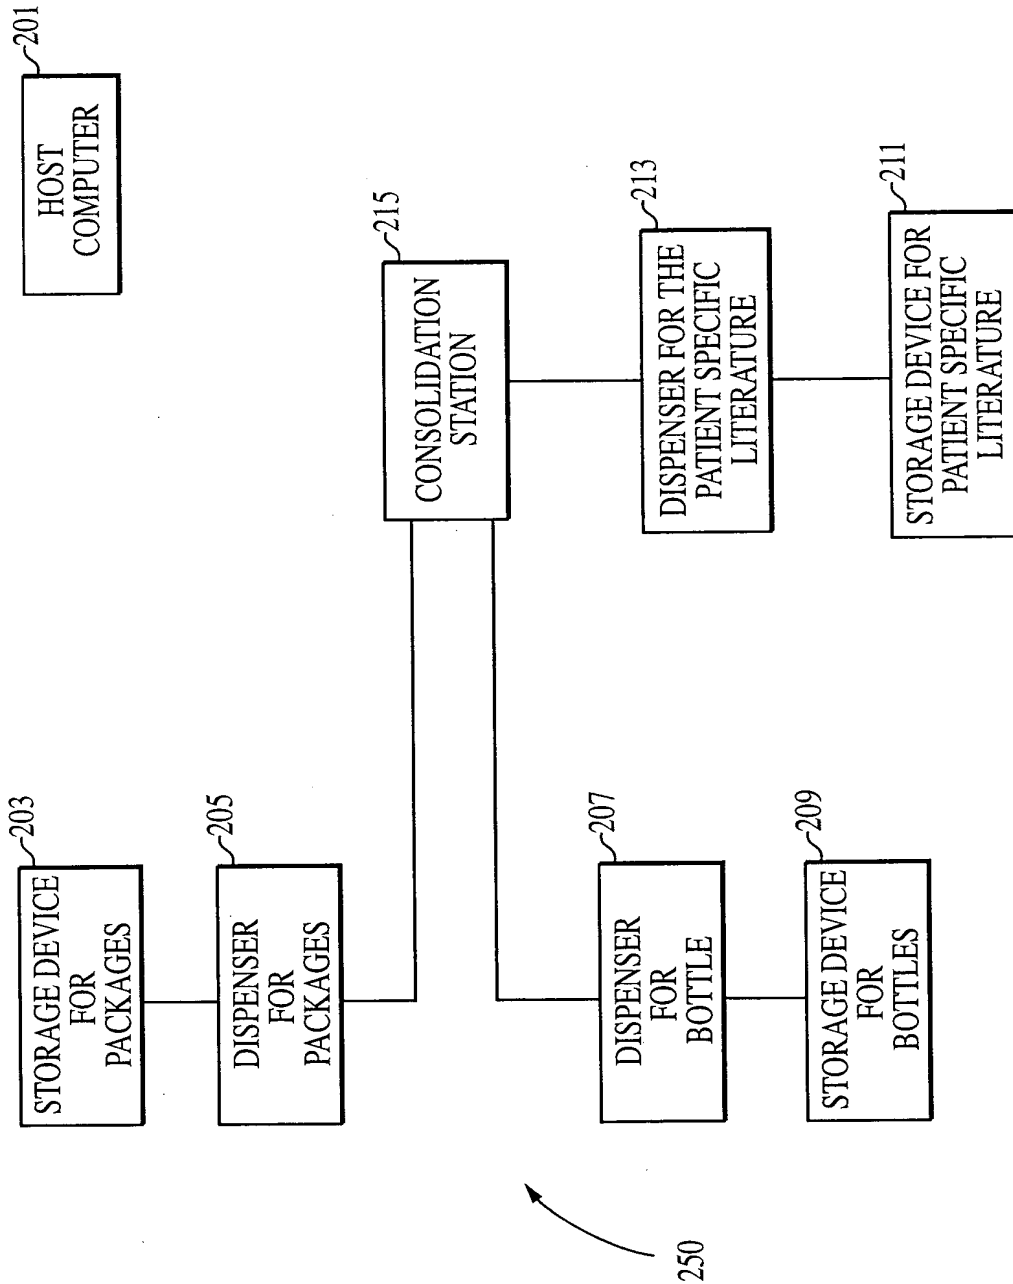 HOST
COMPUTER
201
STORAGE DEVICE
FOR
PACKAGES
203
DISPENSER
FOR
PACKAGES
205
CONSOLIDATION
STATION
215
DISPENSER
FOR
BOTTLE
207
STORAGE DEVICE
FOR
BOTTLES
209
DISPENSER FOR THE
PATIENT SPECIFIC
LITERATURE
213
STORAGE DEVICE FOR
PATIENT SPECIFIC
LITERATURE
211
250